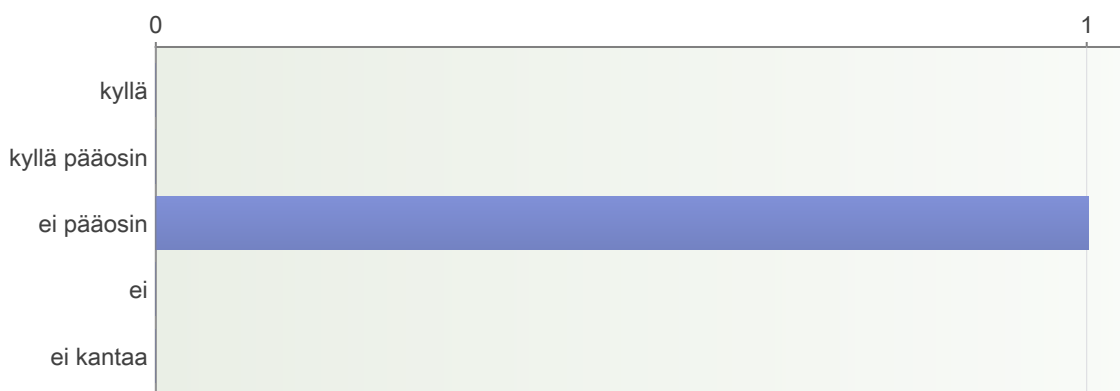 0 1
kyllä
kyllä pääosin
ei pääosin
ei
ei kantaa